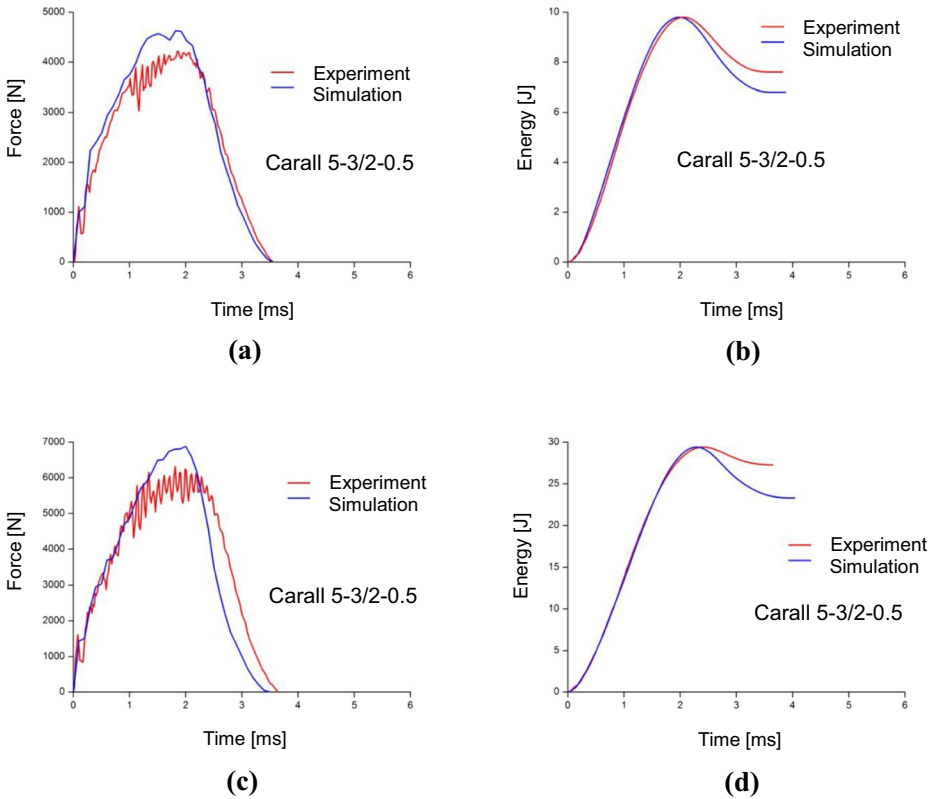 5000
4000
3000
2000
1000
0
0 1 2 3 4 5 6
Force [N]
Time [ms]
Experiment
Simulation
Carall 5-3/2-0.5
(a)
10
8
6
4
2
0
0 1 2 3 4 5 6
Energy [J]
Time [ms]
Experiment
Simulation
Carall 5-3/2-0.5
(b)
7000
6000
5000
4000
3000
2000
1000
0
0 1 2 3 4 5 6
Force [N]
Time [ms]
Experiment
Simulation
Carall 5-3/2-0.5
(c)
30
25
20
15
10
5
0
0 1 2 3 4 5 6
Energy [J]
Time [ms]
Experiment
Simulation
Carall 5-3/2-0.5
(d)